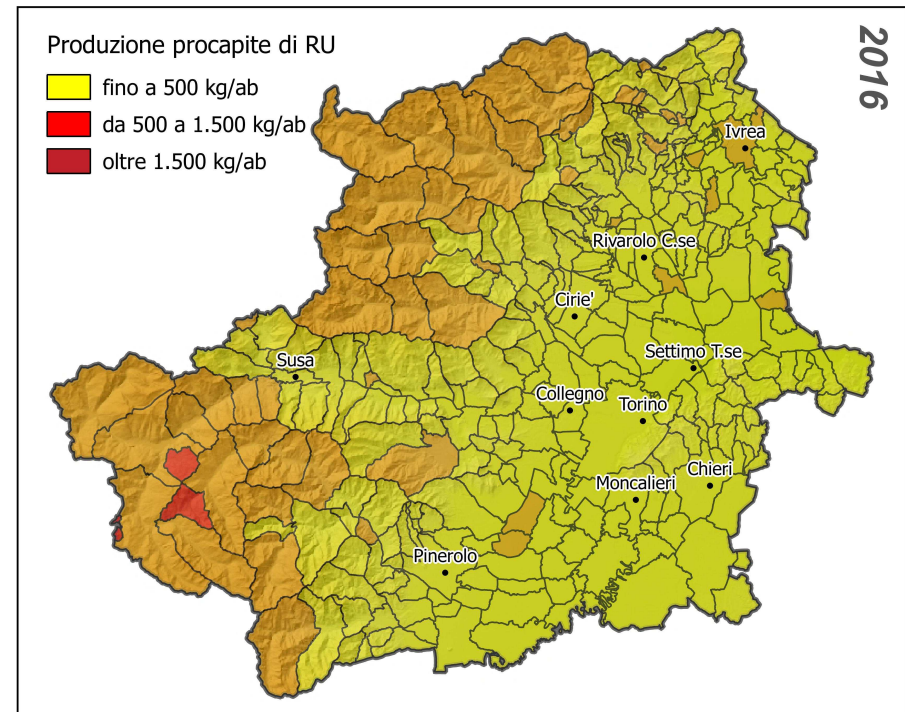 Produzione procapite di RU
fino a 500 kg/ab
da 500 a 1.500 kg/ab
oltre 1.500 kg/ab
2016
Ivrea
Rivarolo C.se
Cirie'
Settimo T.se
Susa
Collegno
Torino
Chieri
Moncalieri
Pinerolo